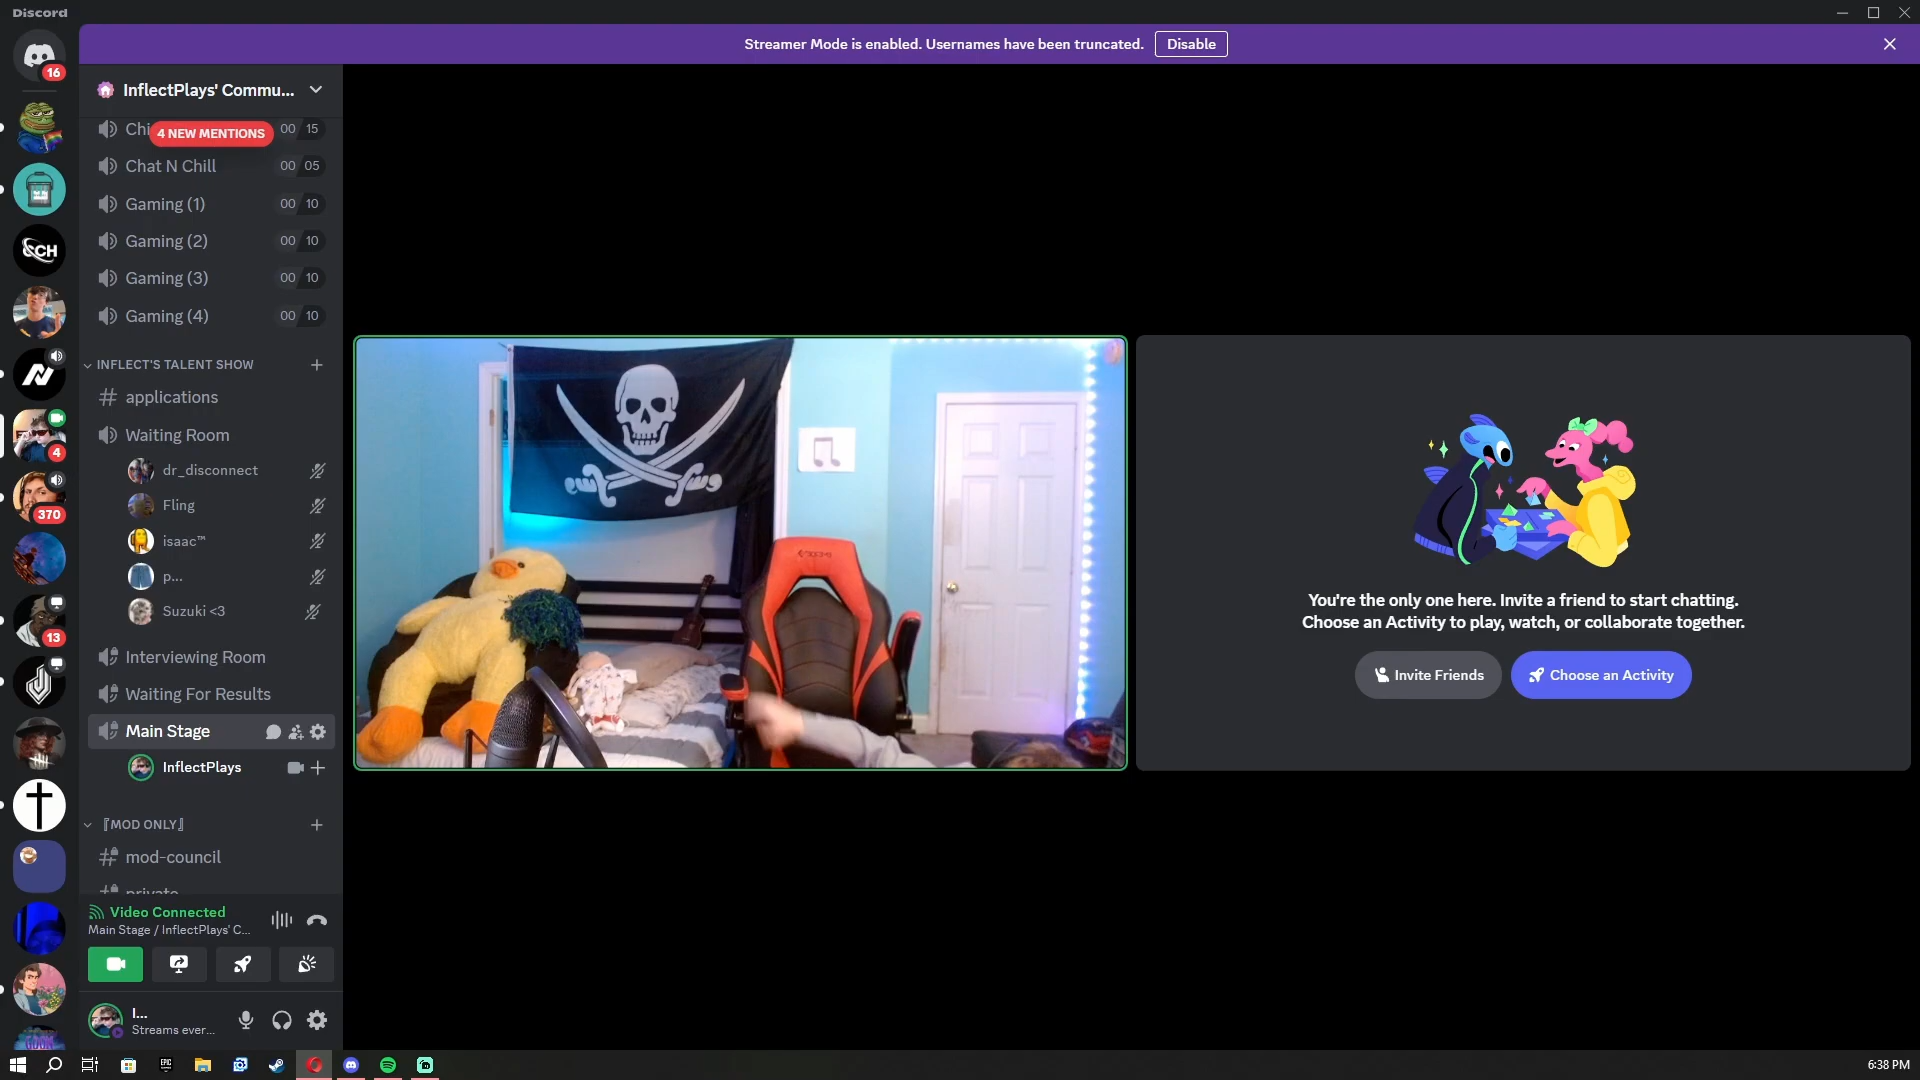 Discord
Streamer Mode is enabled. Usernames have been truncated.
Disable
16
InflectPlays' Commu...
Chi
4 NEW MENTIONS
00 15
Chat N Chill
00 05
Gaming (1)
00 10
Gaming (2)
00 10
Gaming (3)
00 10
Gaming (4)
00 10
CCH
INFLECT'S TALENT SHOW
applications
Waiting Room
4
dr_disconnect
Fling
370
isaac™
p...
Suzuki <3
13
Interviewing Room
Waiting For Results
Main Stage
InflectPlays
『MOD ONLY』
mod-council
private
You're the only one here. Invite a friend to start chatting.
Choose an Activity to play, watch, or collaborate together.
Invite Friends
Choose an Activity
Video Connected
Main Stage / InflectPlays' C...
I...
Streams ever...
EPIC
6:38 PM